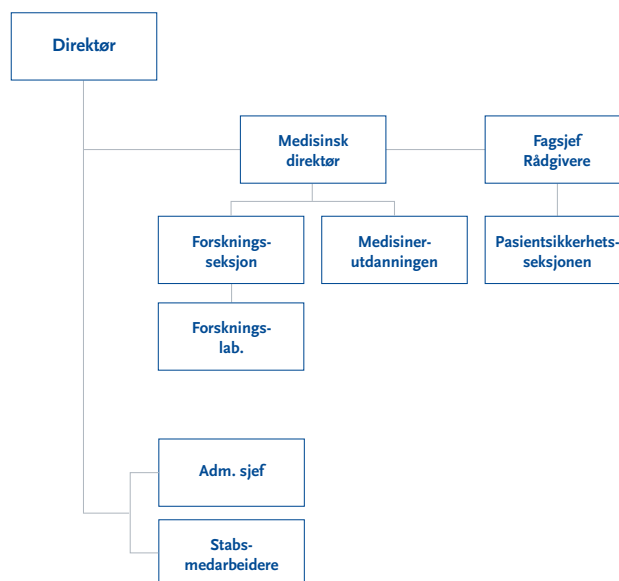 Direktør
Medisinsk
direktør
Fagsjef
Rådgivere
Forsknings-
seksjon
Medisiner-
utdanningen
Pasientsikkerhets-
seksjonen
Forsknings-
lab.
Adm. sjef
Stabs-
medarbeidere